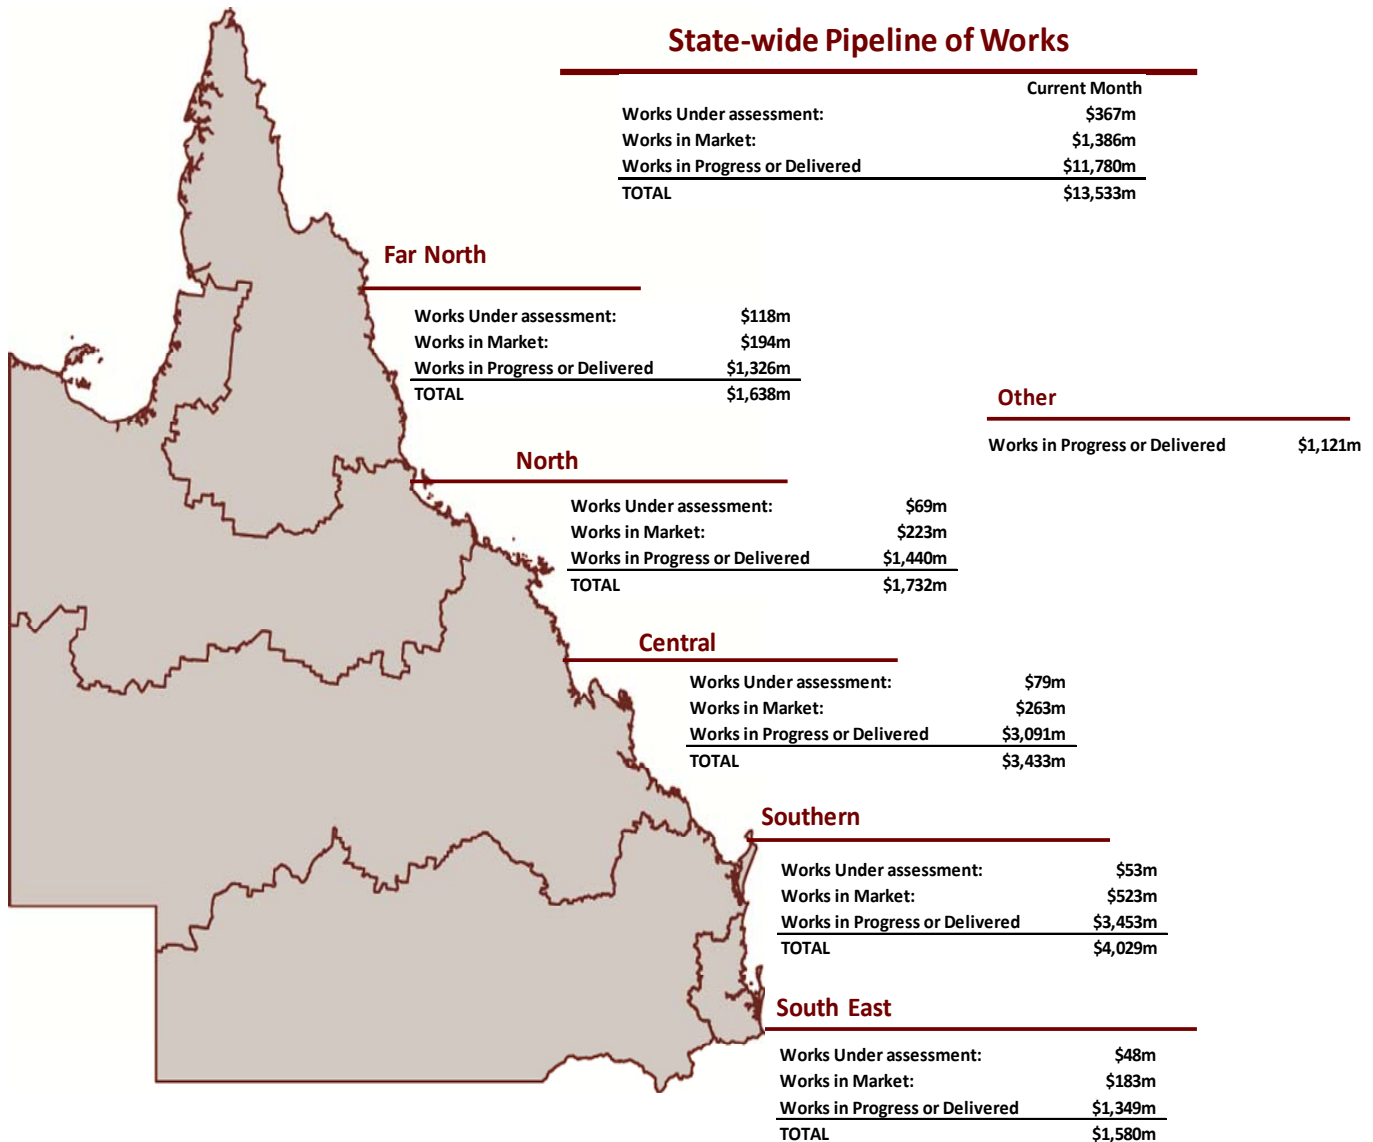 State-wide Pipeline of Works
Current Month
Works Under assessment: $367m
Works in Market: $1,386m
Works in Progress or Delivered $11,780m
TOTAL $13,533m
Far North
Works Under assessment: $118m
Works in Market: $194m
Works in Progress or Delivered $1,326m
TOTAL $1,638m
Other
Works in Progress or Delivered $1,121m
North
Works Under assessment: $69m
Works in Market: $223m
Works in Progress or Delivered $1,440m
TOTAL $1,732m
Central
Works Under assessment: $79m
Works in Market: $263m
Works in Progress or Delivered $3,091m
TOTAL $3,433m
Southern
Works Under assessment: $53m
Works in Market: $523m
Works in Progress or Delivered $3,453m
TOTAL $4,029m
South East
Works Under assessment: $48m
Works in Market: $183m
Works in Progress or Delivered $1,349m
TOTAL $1,580m